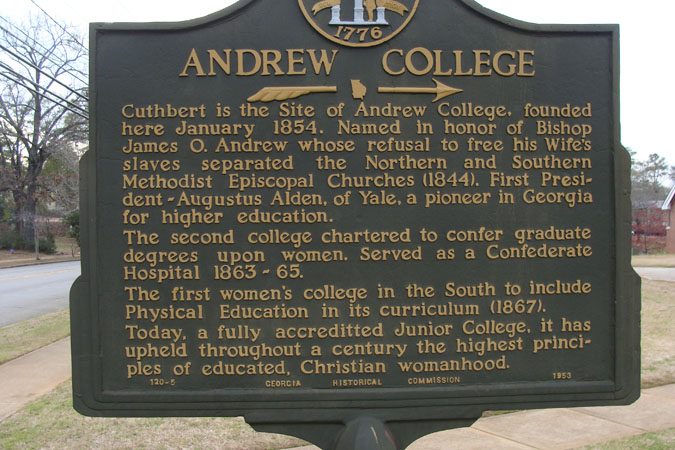 1776
ANDREW COLLEGE
Cuthbert is the Site of Andrew College, founded
here January 1854. Named in honor of Bishop
James O. Andrew whose refusal to free his Wife's
slaves separated the Northern and Southern
Methodist Episcopal Churches (1844). First Presi-
dent-Augustus Alden, of Yale, a pioneer in Georgia
for higher education.
The second college chartered to confer graduate
degrees upon women. Served as a Confederate
Hospital 1863-65.
The first women's college in the South to include
Physical Education in its curriculum (1867).
Today, a fully accreditted Junior College, it has
upheld throughout a century the highest princi-
ples of educated, Christian womanhood.
120-5 GEORGIA HISTORICAL COMMISSION 1953